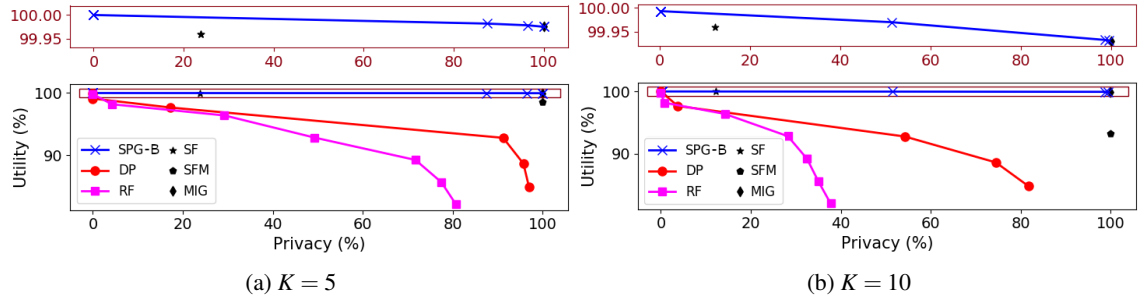 100.00
99.95
0 20 40 60 80 100
100
90
Utility (%)
SPG-B SF
DP SFM
RF MIG
0 20 40 60 80 100
Privacy (%)
(a) K = 5
100.00
99.95
0 20 40 60 80 100
100
90
Utility (%)
SPG-B SF
DP SFM
RF MIG
0 20 40 60 80 100
Privacy (%)
(b) K = 10